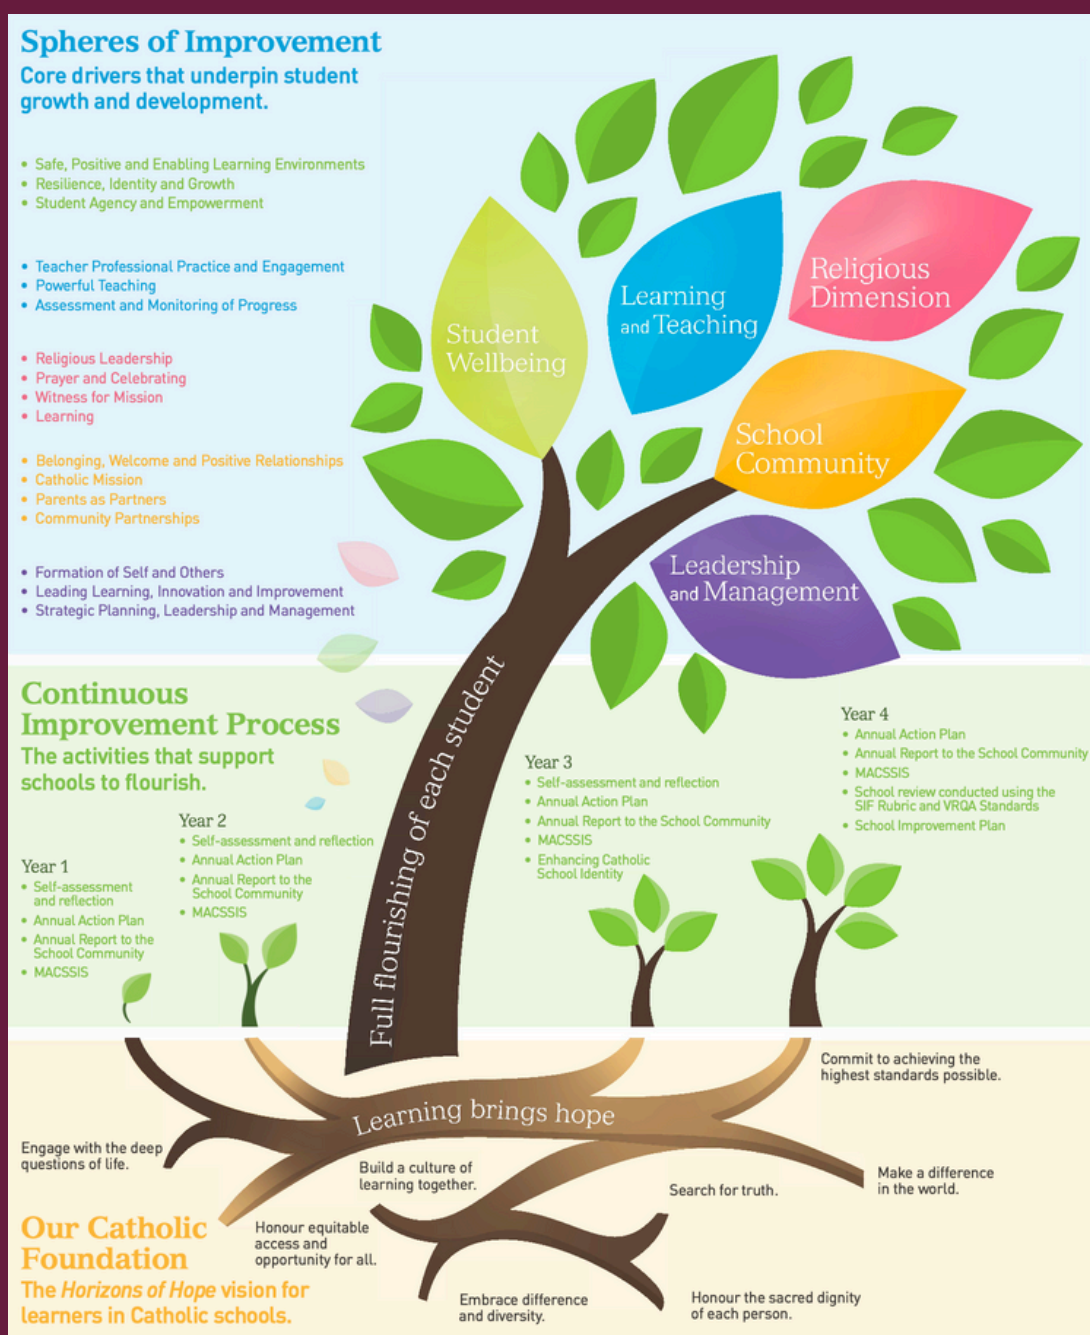 Spheres of Improvement
Core drivers that underpin student
growth and development.
• Safe, Positive and Enabling Learning Environments
• Resilience, Identity and Growth
• Student Agency and Empowerment
• Teacher Professional Practice and Engagement
• Powerful Teaching
• Assessment and Monitoring of Progress
• Religious Leadership
• Prayer and Celebrating
• Witness for Mission
• Learning
• Belonging, Welcome and Positive Relationships
• Catholic Mission
• Parents as Partners
• Community Partnerships
• Formation of Self and Others
• Leading Learning, Innovation and Improvement
• Strategic Planning, Leadership and Management
Student
Wellbeing
Learning
and Teaching
Religious
Dimension
School
Community
Leadership
and Management
Full flourishing of each student
Continuous
Improvement Process
The activities that support
schools to flourish.
Year 1
• Self-assessment
and reflection
• Annual Action Plan
• Annual Report to the
School Community
• MACSSIS
Year 2
• Self-assessment and reflection
• Annual Action Plan
• Annual Report to the
School Community
• MACSSIS
Year 3
• Self-assessment and reflection
• Annual Action Plan
• Annual Report to the School Community
• MACSSIS
• Enhancing Catholic
School Identity
Year 4
• Annual Action Plan
• Annual Report to the School Community
• MACSSIS
• School review conducted using the
SIF Rubric and VRQA Standards
• School Improvement Plan
Learning brings hope
Commit to achieving the
highest standards possible.
Engage with the deep
questions of life.
Build a culture of
learning together.
Search for truth.
Make a difference
in the world.
Honour equitable
access and
opportunity for all.
Embrace difference
and diversity.
Honour the sacred dignity
of each person.
Our Catholic
Foundation
The Horizons of Hope vision for
learners in Catholic schools.